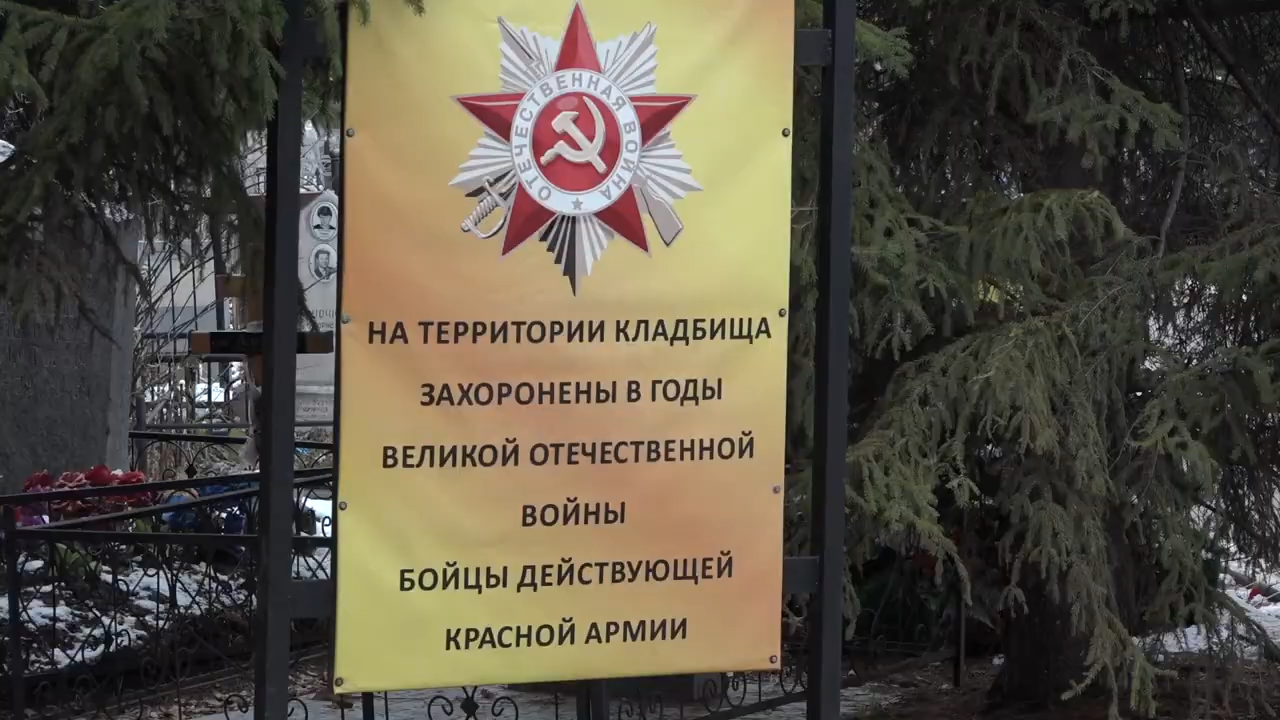 ОТЕЧЕСТВЕННАЯ ВОЙНА
НА ТЕРРИТОРИИ КЛАДБИЩА
ЗАХОРОНЕНЫ В ГОДЫ
ВЕЛИКОЙ ОТЕЧЕСТВЕННОЙ
ВОЙНЫ
БОЙЦЫ ДЕЙСТВУЮЩЕЙ
КРАСНОЙ АРМИИ